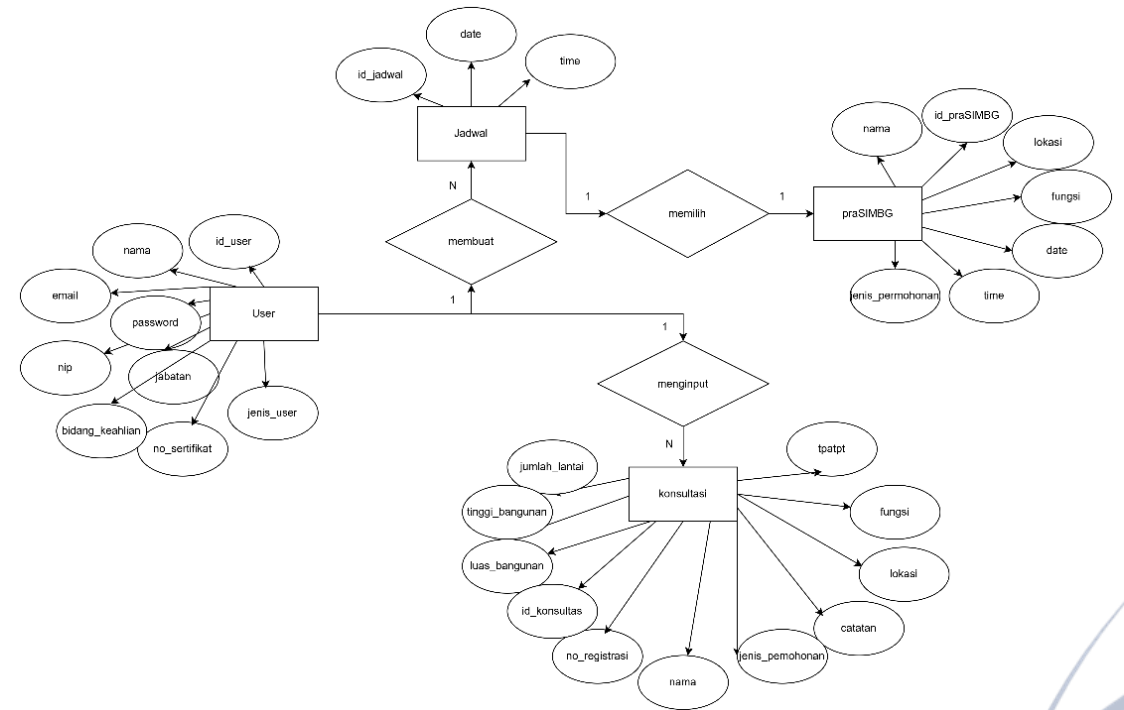 date
time
id_jadwal
Jadwal
nama
id_praSIMBG
lokasi
fungsi
date
time
jenis_permohonan
praSIMBG
N
1
1
memilih
membuat
1
id_user
nama
email
password
nip
jabatan
bidang_keahlian
no_sertifikat
jenis_user
User
1
menginput
N
konsultasi
jumlah_lantai
tinggi_bangunan
luas_bangunan
id_konsultas
no_registrasi
nama
jenis_pemohonan
catatan
lokasi
fungsi
tpatpt